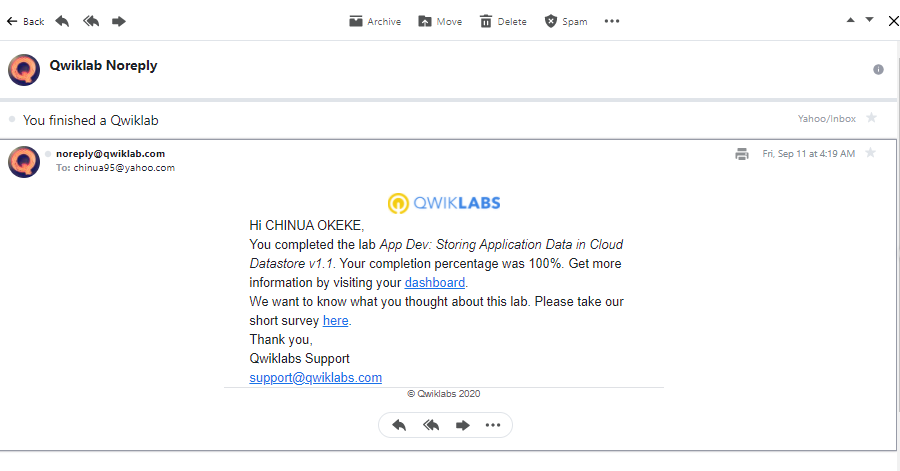 Back Archive Move Delete Spam
Qwiklab Noreply
You finished a Qwiklab Yahoo/Inbox
noreply@qwiklab.com Fri, Sep 11 at 4:19 AM
To: chinua95@yahoo.com
QWIKLABS
Hi CHINUA OKEKE,
You completed the lab App Dev: Storing Application Data in Cloud
Datastore v1.1. Your completion percentage was 100%. Get more
information by visiting your dashboard.
We want to know what you thought about this lab. Please take our
short survey here.
Thank you,
Qwiklabs Support
support@qwiklabs.com
© Qwiklabs 2020